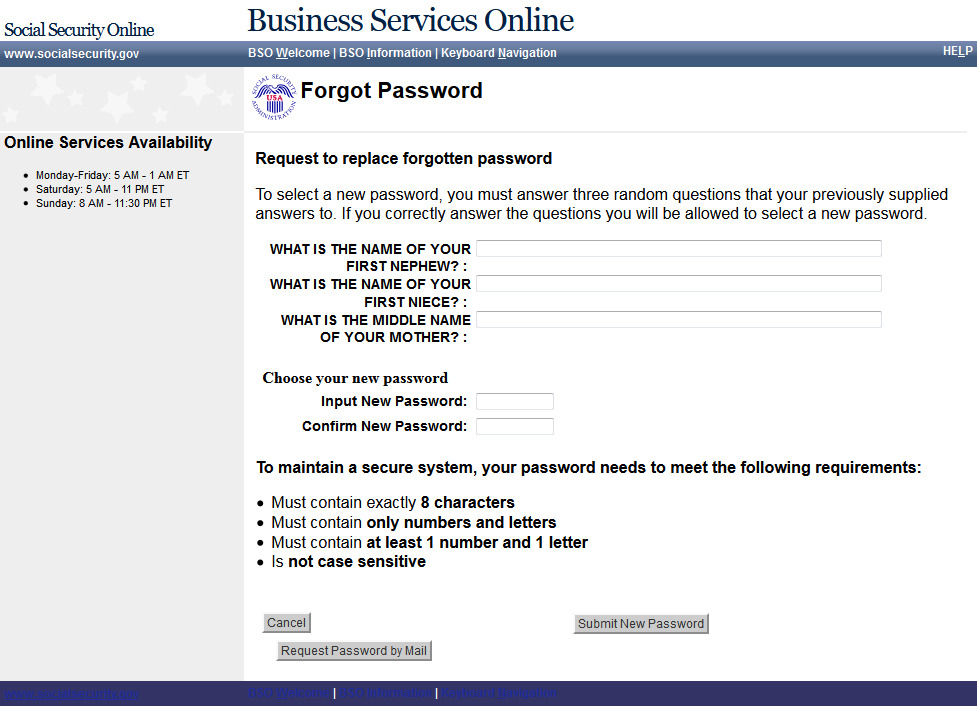 Social Security Online
Business Services Online
www.socialsecurity.gov
BSO Welcome | BSO Information | Keyboard Navigation
HELP
SOCIAL SECURITY ADMINISTRATION
USA
Forgot Password
Online Services Availability
• Monday-Friday: 5 AM - 1 AM ET
• Saturday: 5 AM - 11 PM ET
• Sunday: 8 AM - 11:30 PM ET
Request to replace forgotten password
To select a new password, you must answer three random questions that your previously supplied
answers to. If you correctly answer the questions you will be allowed to select a new password.
WHAT IS THE NAME OF YOUR
FIRST NEPHEW? :
WHAT IS THE NAME OF YOUR
FIRST NIECE? :
WHAT IS THE MIDDLE NAME
OF YOUR MOTHER? :
Choose your new password
Input New Password:
Confirm New Password:
To maintain a secure system, your password needs to meet the following requirements:
• Must contain exactly 8 characters
• Must contain only numbers and letters
• Must contain at least 1 number and 1 letter
• Is not case sensitive
Cancel
Submit New Password
Request Password by Mail
www.socialsecurity.gov
BSO Welcome | BSO Information | Keyboard Navigation